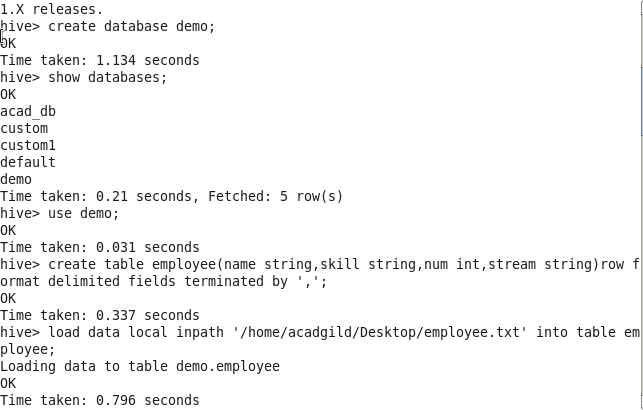 1.X releases.
hive> create database demo;
OK
Time taken: 1.134 seconds
hive> show databases;
OK
acad_db
custom
custom1
default
demo
Time taken: 0.21 seconds, Fetched: 5 row(s)
hive> use demo;
OK
Time taken: 0.031 seconds
hive> create table employee(name string,skill string,num int,stream string)row f
ormat delimited fields terminated by ',';
OK
Time taken: 0.337 seconds
hive> load data local inpath '/home/acadgild/Desktop/employee.txt' into table em
ployee;
Loading data to table demo.employee
OK
Time taken: 0.796 seconds